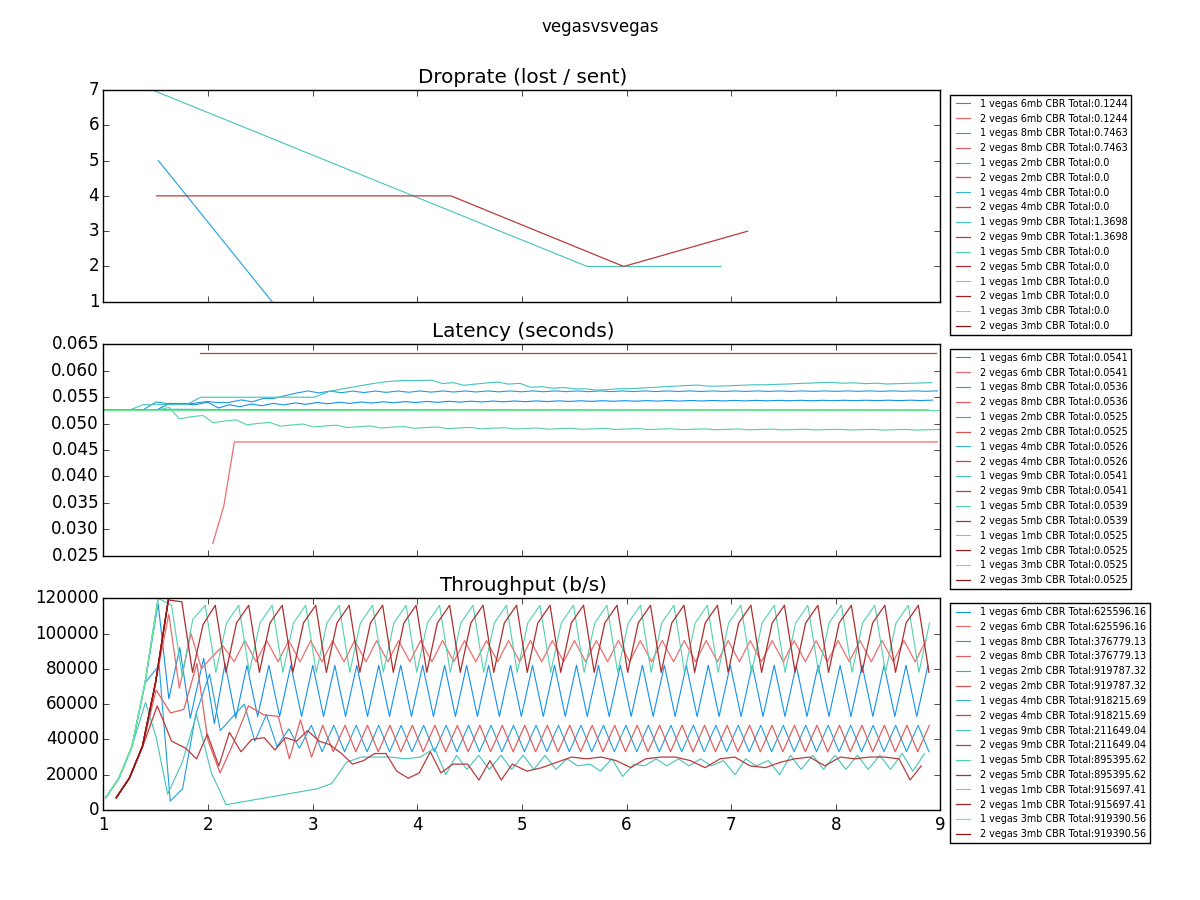 vegasvsvegas
Droprate (lost / sent)
7
6
5
4
3
2
1
1 vegas 6mb CBR Total:0.1244
2 vegas 6mb CBR Total:0.1244
1 vegas 8mb CBR Total:0.7463
2 vegas 8mb CBR Total:0.7463
1 vegas 2mb CBR Total:0.0
2 vegas 2mb CBR Total:0.0
1 vegas 4mb CBR Total:0.0
2 vegas 4mb CBR Total:0.0
1 vegas 9mb CBR Total:1.3698
2 vegas 9mb CBR Total:1.3698
1 vegas 5mb CBR Total:0.0
2 vegas 5mb CBR Total:0.0
1 vegas 1mb CBR Total:0.0
2 vegas 1mb CBR Total:0.0
1 vegas 3mb CBR Total:0.0
2 vegas 3mb CBR Total:0.0
Latency (seconds)
0.065
0.060
0.055
0.050
0.045
0.040
0.035
0.030
0.025
1 vegas 6mb CBR Total:0.0541
2 vegas 6mb CBR Total:0.0541
1 vegas 8mb CBR Total:0.0536
2 vegas 8mb CBR Total:0.0536
1 vegas 2mb CBR Total:0.0525
2 vegas 2mb CBR Total:0.0525
1 vegas 4mb CBR Total:0.0526
2 vegas 4mb CBR Total:0.0526
1 vegas 9mb CBR Total:0.0541
2 vegas 9mb CBR Total:0.0541
1 vegas 5mb CBR Total:0.0539
2 vegas 5mb CBR Total:0.0539
1 vegas 1mb CBR Total:0.0525
2 vegas 1mb CBR Total:0.0525
1 vegas 3mb CBR Total:0.0525
2 vegas 3mb CBR Total:0.0525
Throughput (b/s)
120000
100000
80000
60000
40000
20000
0
1 2 3 4 5 6 7 8 9
1 vegas 6mb CBR Total:625596.16
2 vegas 6mb CBR Total:625596.16
1 vegas 8mb CBR Total:376779.13
2 vegas 8mb CBR Total:376779.13
1 vegas 2mb CBR Total:919787.32
2 vegas 2mb CBR Total:919787.32
1 vegas 4mb CBR Total:918215.69
2 vegas 4mb CBR Total:918215.69
1 vegas 9mb CBR Total:211649.04
2 vegas 9mb CBR Total:211649.04
1 vegas 5mb CBR Total:895395.62
2 vegas 5mb CBR Total:895395.62
1 vegas 1mb CBR Total:915697.41
2 vegas 1mb CBR Total:915697.41
1 vegas 3mb CBR Total:919390.56
2 vegas 3mb CBR Total:919390.56